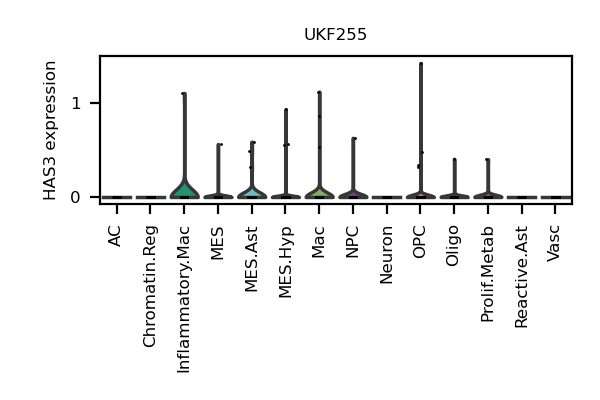 UKF255
HAS3 expression
1
0
AC
Chromatin.Reg
Inflammatory.Mac
MES
MES.Ast
MES.Hyp
Mac
NPC
Neuron
OPC
Oligo
Prolif.Metab
Reactive.Ast
Vasc